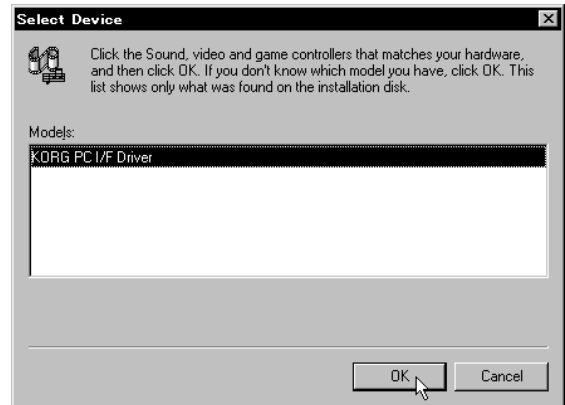 Select Device
Click the Sound, video and game controllers that matches your hardware,
and then click OK. If you don't know which model you have, click OK. This
list shows only what was found on the installation disk.
Models:
KORG PC I/F Driver
OK
Cancel